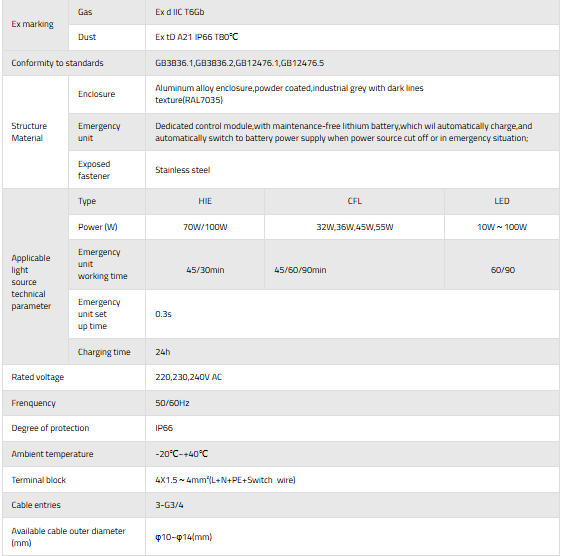 Ex marking
Gas
Ex d IIC T6Gb
Dust
Ex tD A21 IP66 T80℃
Conformity to standards
GB3836.1,GB3836.2,GB12476.1,GB12476.5
Structure
Material
Enclosure
Aluminum alloy enclosure,powder coated,industrial grey with dark lines
texture(RAL7035)
Emergency
unit
Dedicated control module,with maintenance-free lithium battery,which wil automatically charge,and
automatically switch to battery power supply when power source cut off or in emergency situation;
Exposed
fastener
Stainless steel
Applicable
light
source
technical
parameter
Type
HIE
CFL
LED
Power (W)
70W/100W
32W,36W,45W,55W
10W~100W
Emergency
unit
working time
45/30min
45/60/90min
60/90
Emergency
unit set
up time
0.3s
Charging time
24h
Rated voltage
220,230,240V AC
Frenquency
50/60Hz
Degree of protection
IP66
Ambient temperature
-20℃~+40℃
Terminal block
4X1.5~4mm²(L+N+PE+Switch wire)
Cable entries
3-G3/4
Available cable outer diameter
(mm)
φ10~φ14(mm)